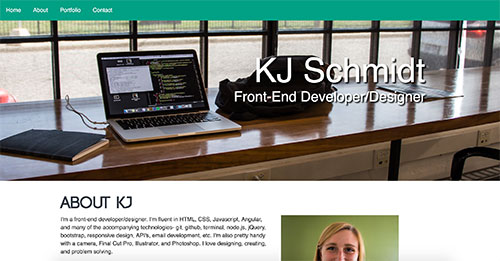 Home About Portfolio Contact
KJ Schmidt
Front-End Developer/Designer
ABOUT KJ
I'm a front-end developer/designer. I'm fluent in HTML, CSS, Javascript, Angular,
and many of the accompanying technologies- git, github, terminal, node.js, jQuery,
bootstrap, responsive design, API's, email development, etc. I'm also pretty handy
with a camera, Final Cut Pro, Illustrator, and Photoshop. I love designing, creating,
and problem solving.